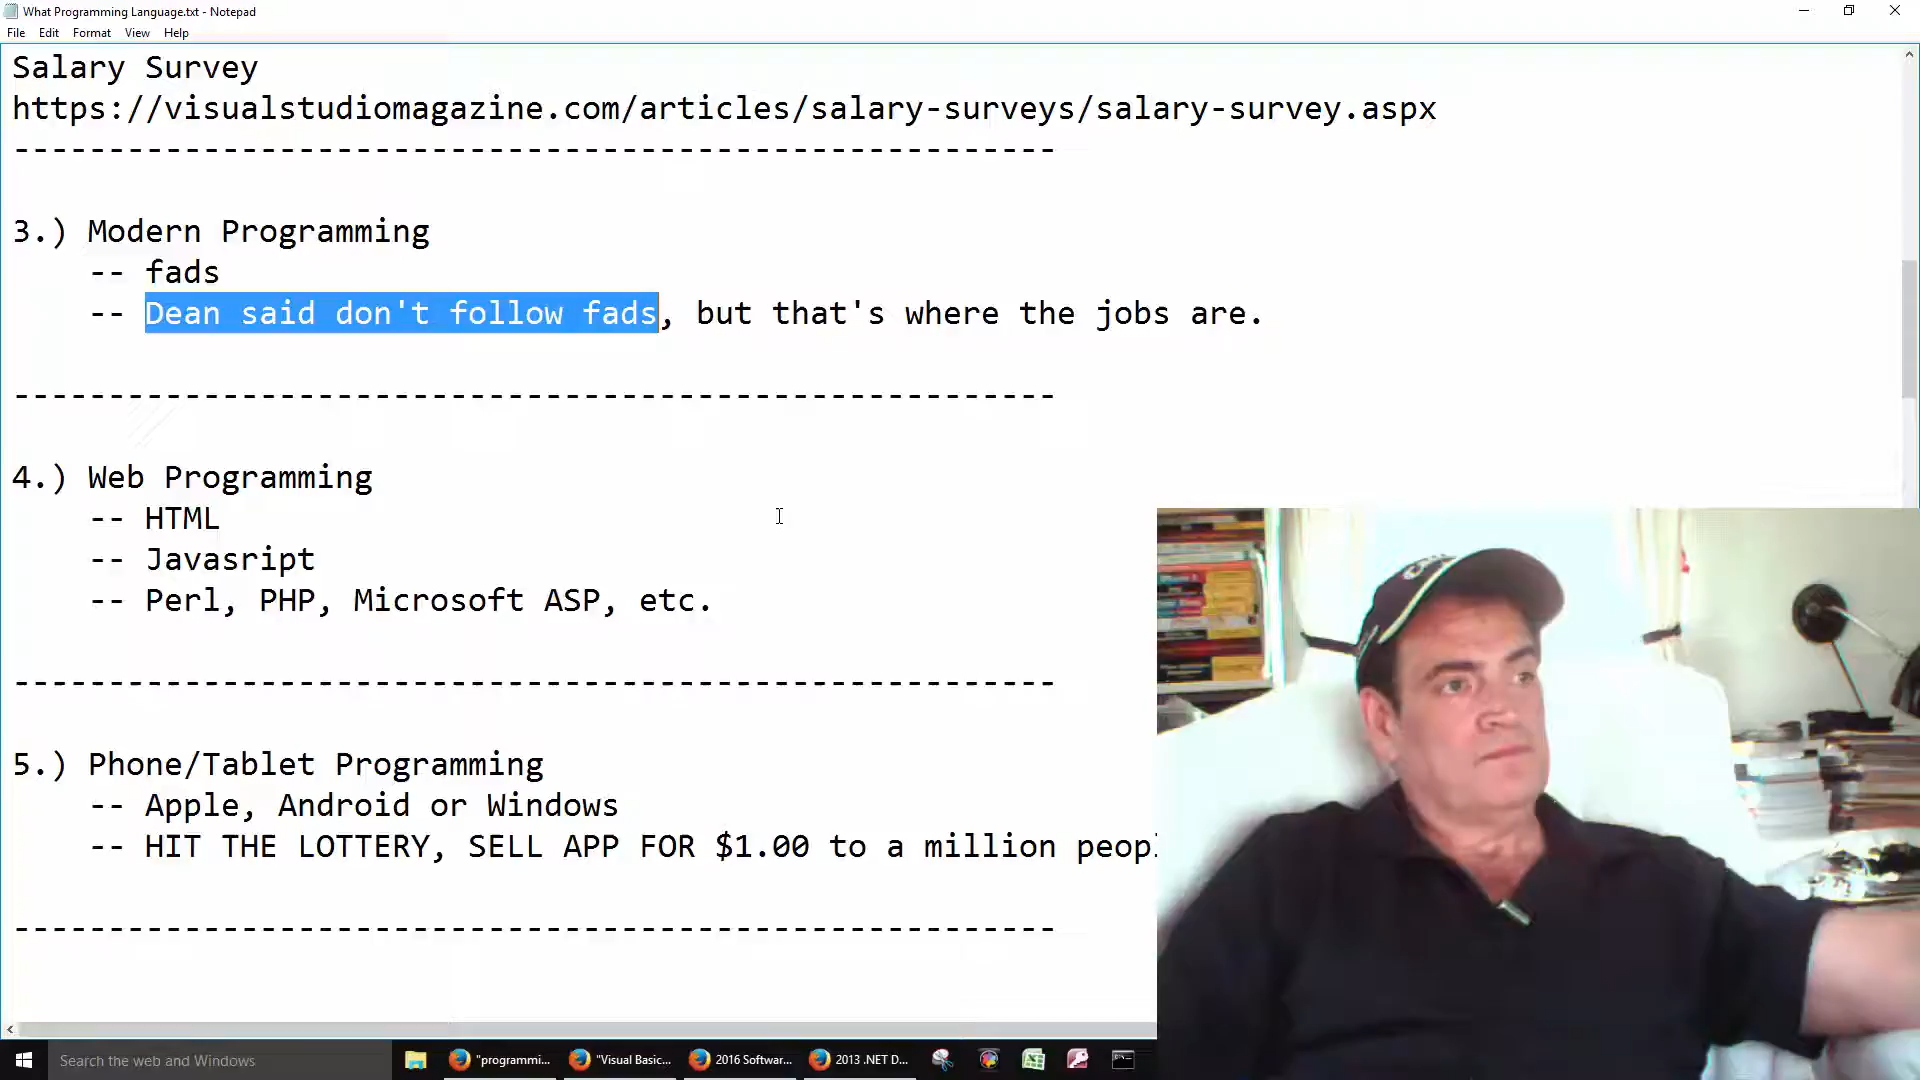 What Programming Language.txt - Notepad
File Edit Format View Help
Salary Survey
https://visualstudiomagazine.com/articles/salary-surveys/salary-survey.aspx
-------------------------------------------------------
3.) Modern Programming
-- fads
-- Dean said don't follow fads, but that's where the jobs are.
-------------------------------------------------------
4.) Web Programming
-- HTML
-- Javasript
-- Perl, PHP, Microsoft ASP, etc.
-------------------------------------------------------
5.) Phone/Tablet Programming
-- Apple, Android or Windows
-- HIT THE LOTTERY, SELL APP FOR $1.00 to a million peopl
-------------------------------------------------------
Search the web and Windows "programmi... "Visual Basic... 2016 Softwar... 2013 .NET D...